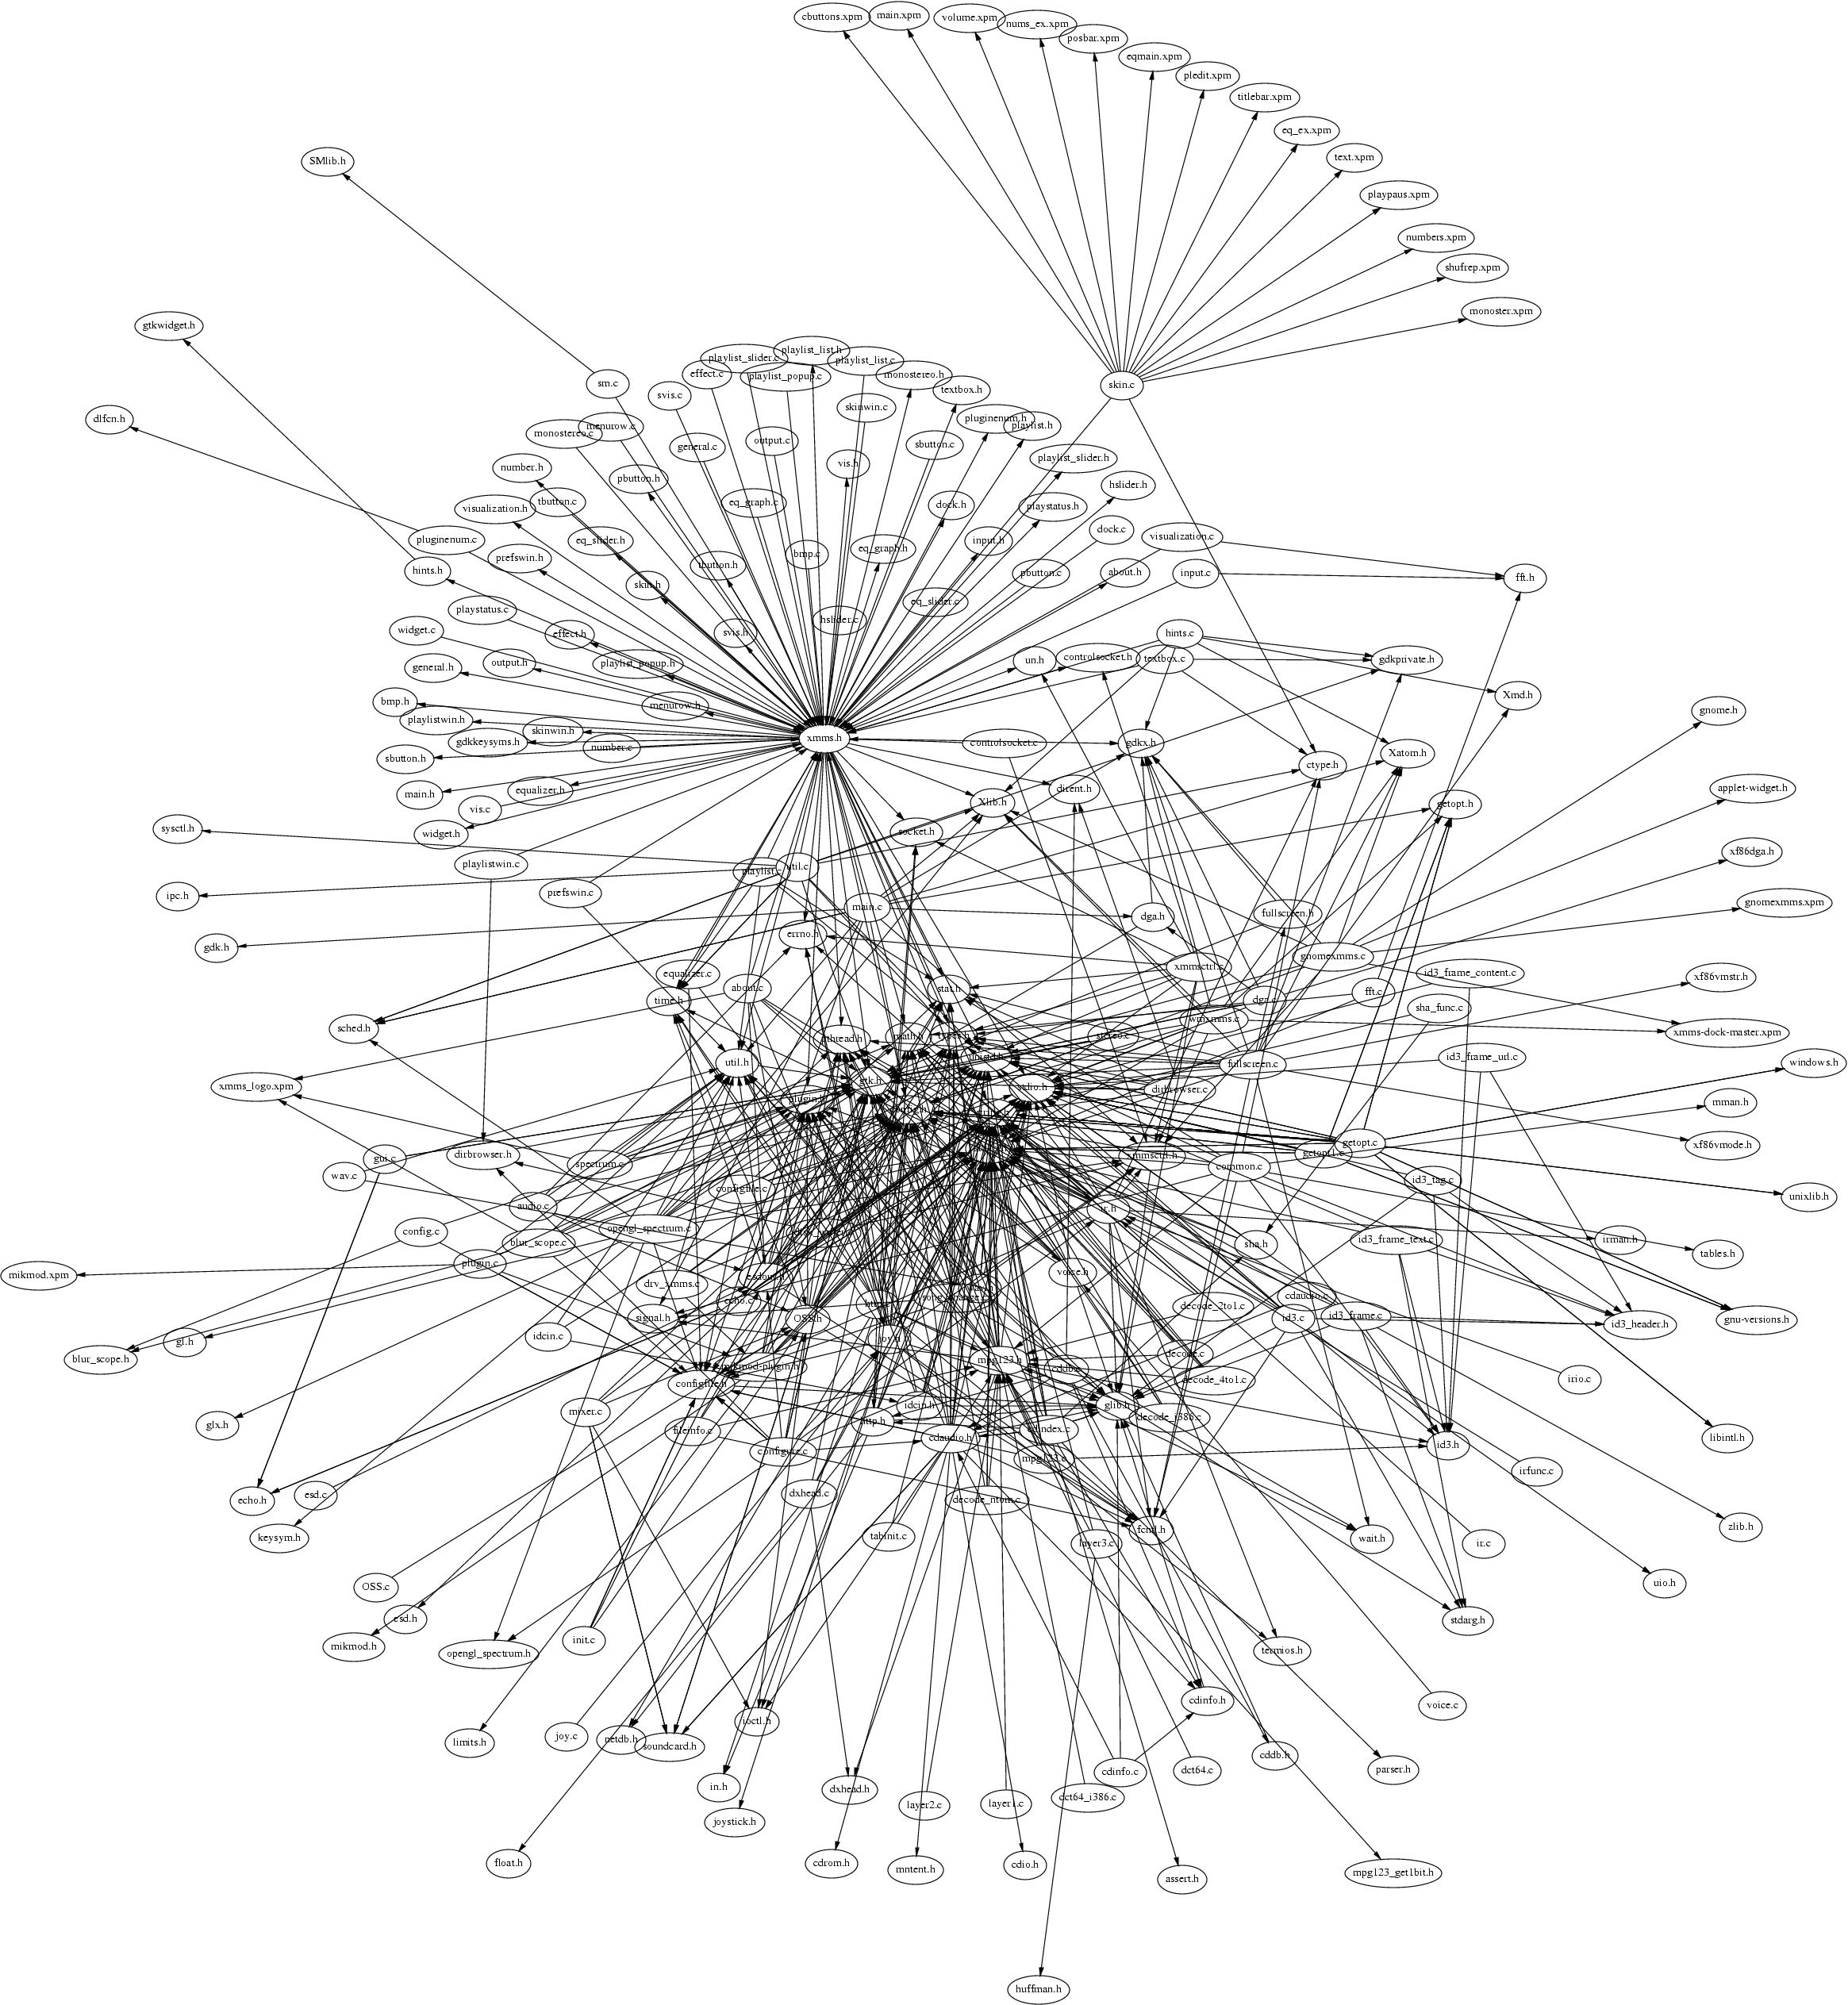 cbuttons.xpm
main.xpm
volume.xpm
nums_ex.xpm
posbar.xpm
eqmain.xpm
pledit.xpm
titlebar.xpm
eq_ex.xpm
text.xpm
SMlib.h
playpaus.xpm
numbers.xpm
shufrep.xpm
monoster.xpm
gtkwidget.h
playlist_list.h
playlist_slider.c
playlist_list.c
effect.c
playlist_popup.c
monostereo.h
sm.c
skin.c
textbox.h
svis.c
skinwin.c
pluginenum.h
playlist.h
dlfcn.h
monostereo.c
menurow.c
general.c
output.c
sbutton.c
playlist_slider.h
vis.h
number.h
pbutton.h
hslider.h
tbutton.c
eq_graph.c
dock.h
playstatus.h
visualization.h
dock.c
pluginenum.c
eq_slider.h
input.h
visualization.c
eq_graph.h
bmp.c
prefswin.h
tbutton.h
hints.h
about.h
input.c
pbutton.c
fft.h
skin.h
eq_slider.c
playstatus.c
hslider.c
widget.c
effect.h
svis.h
hints.c
general.h
output.h
playlist_popup.h
un.h
controlsocket.h
textbox.c
gdkprivate.h
Xmd.h
bmp.h
menurow.h
gnome.h
playlistwin.h
skinwin.h
gdkkeysyms.h
number.c
xmms.h
controlsocket.c
gdkx.h
Xatom.h
sbutton.h
ctype.h
main.h
equalizer.h
dirent.h
applet-widget.h
vis.c
Xlib.h
getopt.h
sysctl.h
widget.h
socket.h
playlistwin.c
util.c
playlist.c
xf86dga.h
ipc.h
prefswin.c
main.c
dga.h
fullscreen.h
gnomexmms.xpm
gdk.h
errno.h
gnomexmms.c
equalizer.c
xmmsctrl.c
id3_frame_content.c
xf86vmstr.h
about.c
stat.h
fft.c
time.h
dga.c
sha_func.c
sched.h
wmxmms.c
xmms-dock-master.xpm
pthread.h
math.h
stereo.c
util.h
unistd.h
id3_frame_url.c
fullscreen.c
windows.h
gtk.h
stdio.h
xmms_logo.xpm
dirbrowser.c
plugin.h
mman.h
getopt.c
xf86vmode.h
gui.c
dirbrowser.h
xmmsctrl.h
getopt1.c
spectrum.c
common.c
wav.c
id3_tag.c
configfile.c
unixlib.h
audio.c
ir.h
config.c
opengl_spectrum.c
blur_scope.c
sha.h
id3_frame_text.c
irman.h
tables.h
plugin.c
mikmod.xpm
esdout.h
voice.h
drv_xmms.c
echo.c
cdaudio.c
decode_2to1.c
signal.h
OSS.h
id3.c
id3_frame.c
id3_header.h
gnu-versions.h
idcin.c
gl.h
joy.h
blur_scope.h
mikmod-plugin.h
mpg123.h
cddb.c
decode.c
configfile.h
decode_4to1.c
irio.c
idcin.h
glib.h
mixer.c
http.h
decode_i386.c
glx.h
fileinfo.c
cdindex.c
cdaudio.h
libintl.h
id3.h
configure.c
mpg123.c
irfunc.c
esd.c
dxhead.c
echo.h
decode_ntom.c
zlib.h
keysym.h
tabinit.c
fcntl.h
wait.h
layer3.c
ir.c
OSS.c
uio.h
esd.h
stdarg.h
init.c
mikmod.h
opengl_spectrum.h
termios.h
cdinfo.h
voice.c
ioctl.h
limits.h
joy.c
netdb.h
soundcard.h
cddb.h
cdinfo.c
dct64.c
parser.h
in.h
dxhead.h
dct64_i386.c
layer2.c
layer1.c
joystick.h
float.h
cdrom.h
mntent.h
cdio.h
mpg123_get1bit.h
assert.h
huffman.h